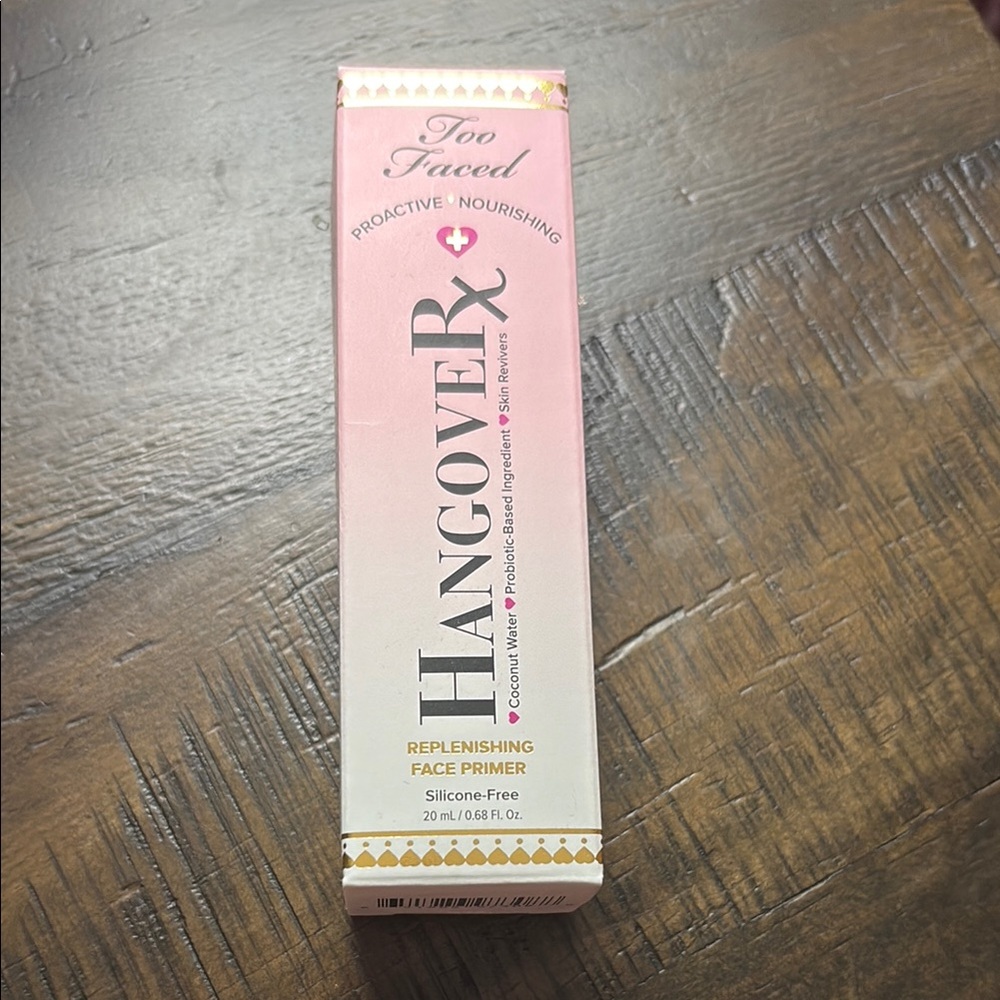 Too
Faced
PROACTIVE NOURISHING
HANGOVERx
Coconut Water Probiotic-Based Ingredient Skin Revivers
REPLENISHING
FACE PRIMER
Silicone-Free
20 mL / 0.68 Fl. Oz.